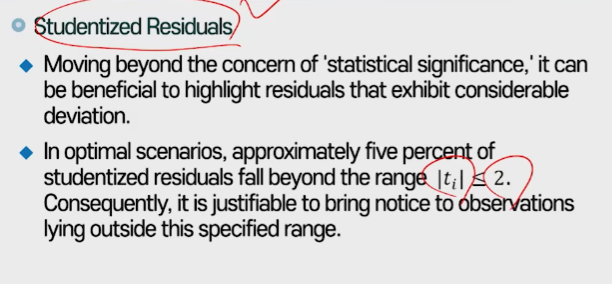 Studentized Residuals
Moving beyond the concern of 'statistical significance,' it can
be beneficial to highlight residuals that exhibit considerable
deviation.
In optimal scenarios, approximately five percent of
studentized residuals fall beyond the range |tᵢ| ≤ 2.
Consequently, it is justifiable to bring notice to observations
lying outside this specified range.